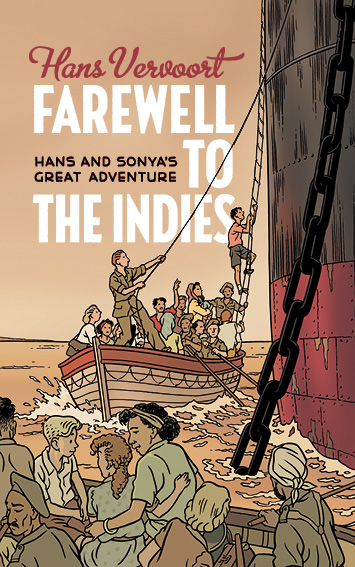 Hans Vervoort
FAREWELL
HANS AND SONYA'S
GREAT ADVENTURE
TO
THE INDIES